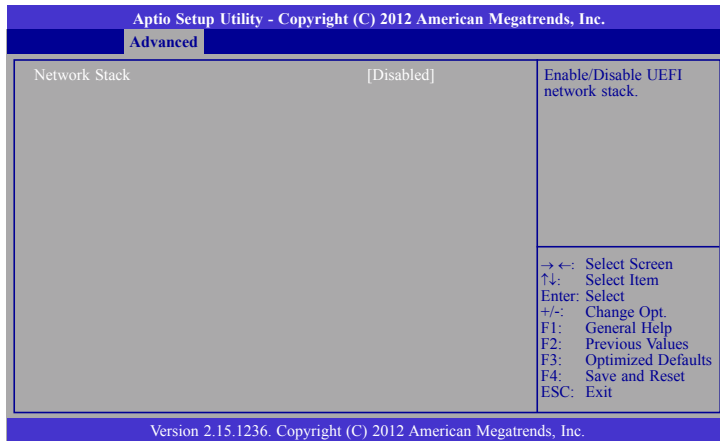 Aptio Setup Utility - Copyright (C) 2012 American Megatrends, Inc.
Advanced
Network Stack [Disabled]
Enable/Disable UEFI
network stack.
→ ←: Select Screen
↑↓: Select Item
Enter: Select
+/-: Change Opt.
F1: General Help
F2: Previous Values
F3: Optimized Defaults
F4: Save and Reset
ESC: Exit
Version 2.15.1236. Copyright (C) 2012 American Megatrends, Inc.